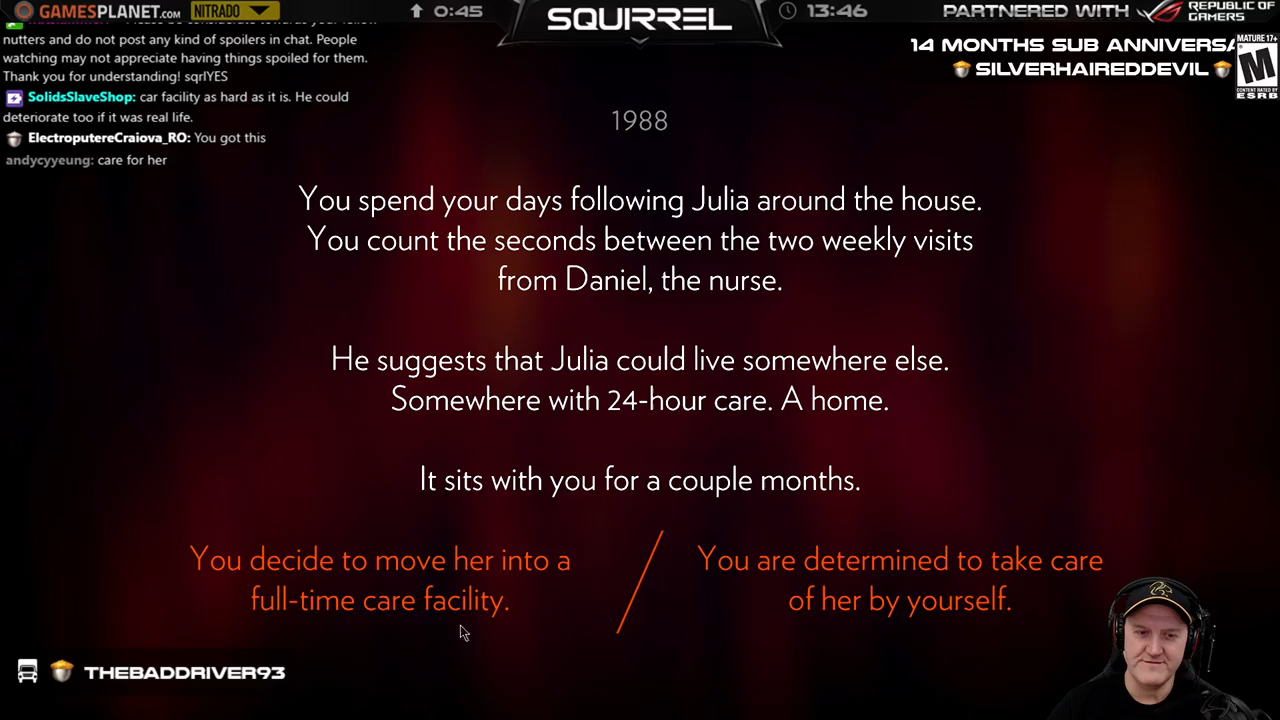 GAMESPLANET.COM
NITRADO
0:45
SQUIRREL
13:46
PARTNERED WITH
REPUBLIC OF
GAMERS
nutters and do not post any kind of spoilers in chat. People
watching may not appreciate having things spoiled for them.
Thank you for understanding! sqrlYES
SolidsSlaveShop: car facility as hard as it is. He could
deteriorate too if it was real life.
ElectroputereCraiova_RO: You got this
andycyyeung: care for her
14 MONTHS SUB ANNIVERSA
SILVERHAIREDDEVIL
MATURE 17+
M
CONTENT RATED BY
ESRB
1988
You spend your days following Julia around the house.
You count the seconds between the two weekly visits
from Daniel, the nurse.
He suggests that Julia could live somewhere else.
Somewhere with 24-hour care. A home.
It sits with you for a couple months.
You decide to move her into a
full-time care facility.
You are determined to take care
of her by yourself.
THEBADDRIVER93